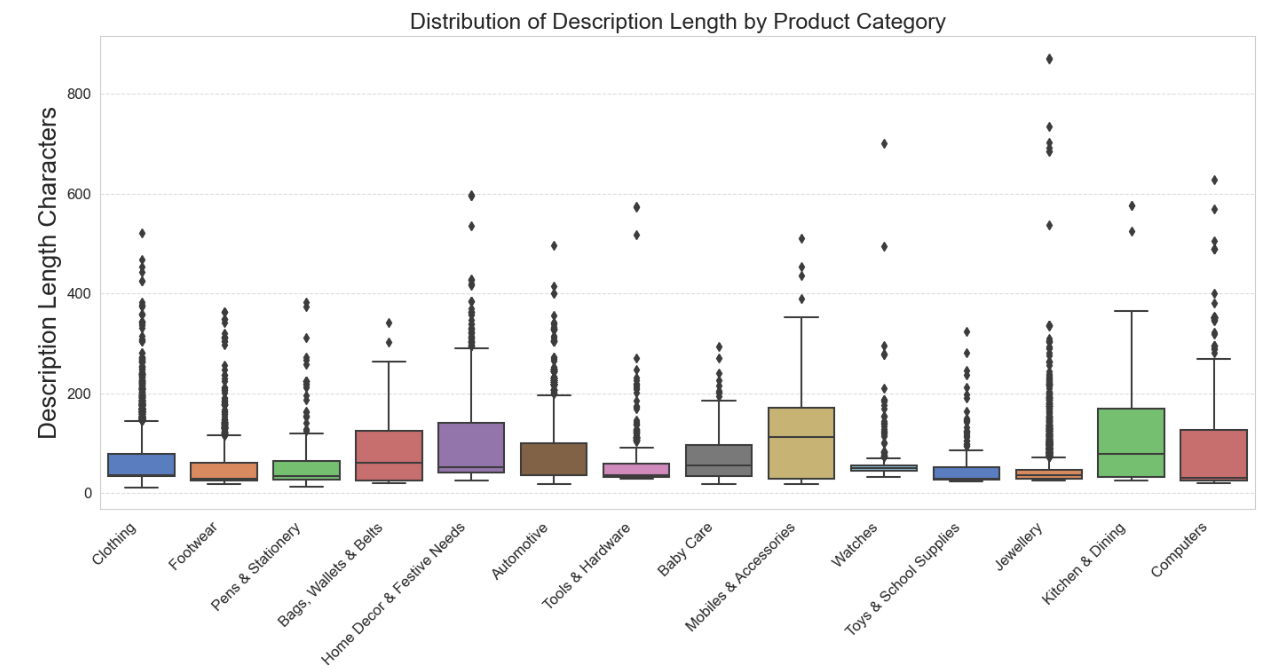 Distribution of Description Length by Product Category
Description Length Characters
800
600
400
200
0
Clothing
Footwear
Pens & Stationery
Bags, Wallets & Belts
Home Decor & Festive Needs
Automotive
Tools & Hardware
Baby Care
Mobiles & Accessories
Watches
Toys & School Supplies
Jewellery
Kitchen & Dining
Computers